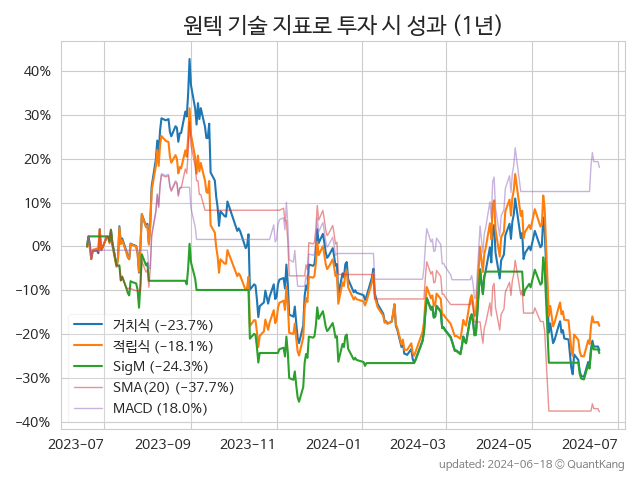 원텍 기술 지표로 투자 시 성과 (1년)
40%
30%
20%
10%
0%
−10%
−20%
−30%
−40%
거치식 (−23.7%)
적립식 (−18.1%)
SigM (−24.3%)
SMA(20) (−37.7%)
MACD (18.0%)
2023−07 2023−09 2023−11 2024−01 2024−03 2024−05 2024−07
updated: 2024−06−18 ⓒ QuantKang